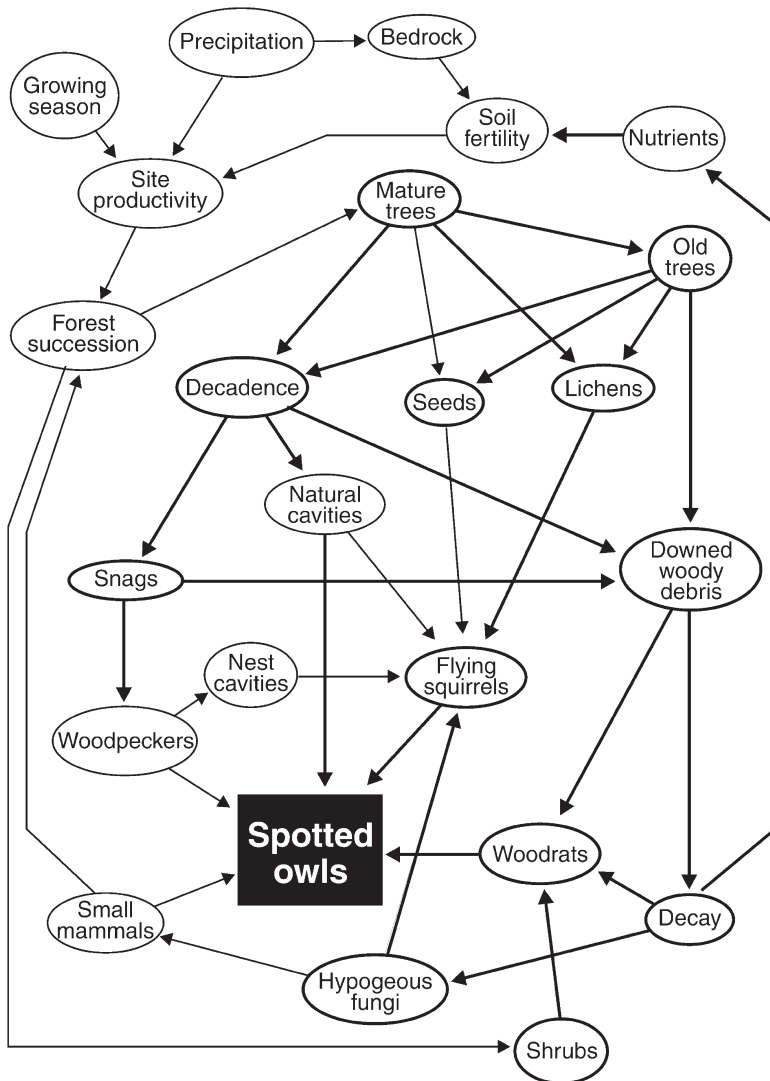 Precipitation
Bedrock
Growing
season
Soil
fertility
Nutrients
Site
productivity
Mature
trees
Old
trees
Forest
succession
Decadence
Seeds
Lichens
Natural
cavities
Downed
woody
debris
Snags
Nest
cavities
Flying
squirrels
Woodpeckers
Spotted
owls
Woodrats
Small
mammals
Decay
Hypogeous
fungi
Shrubs